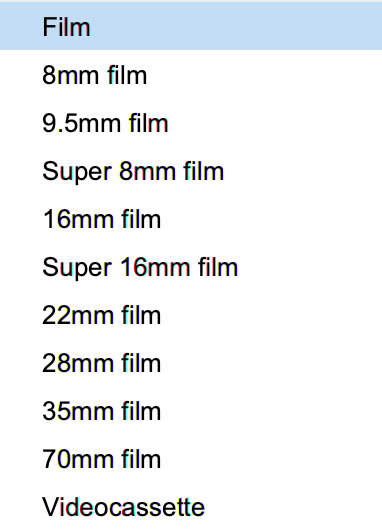 Film
8mm film
9.5mm film
Super 8mm film
16mm film
Super 16mm film
22mm film
28mm film
35mm film
70mm film
Videocassette